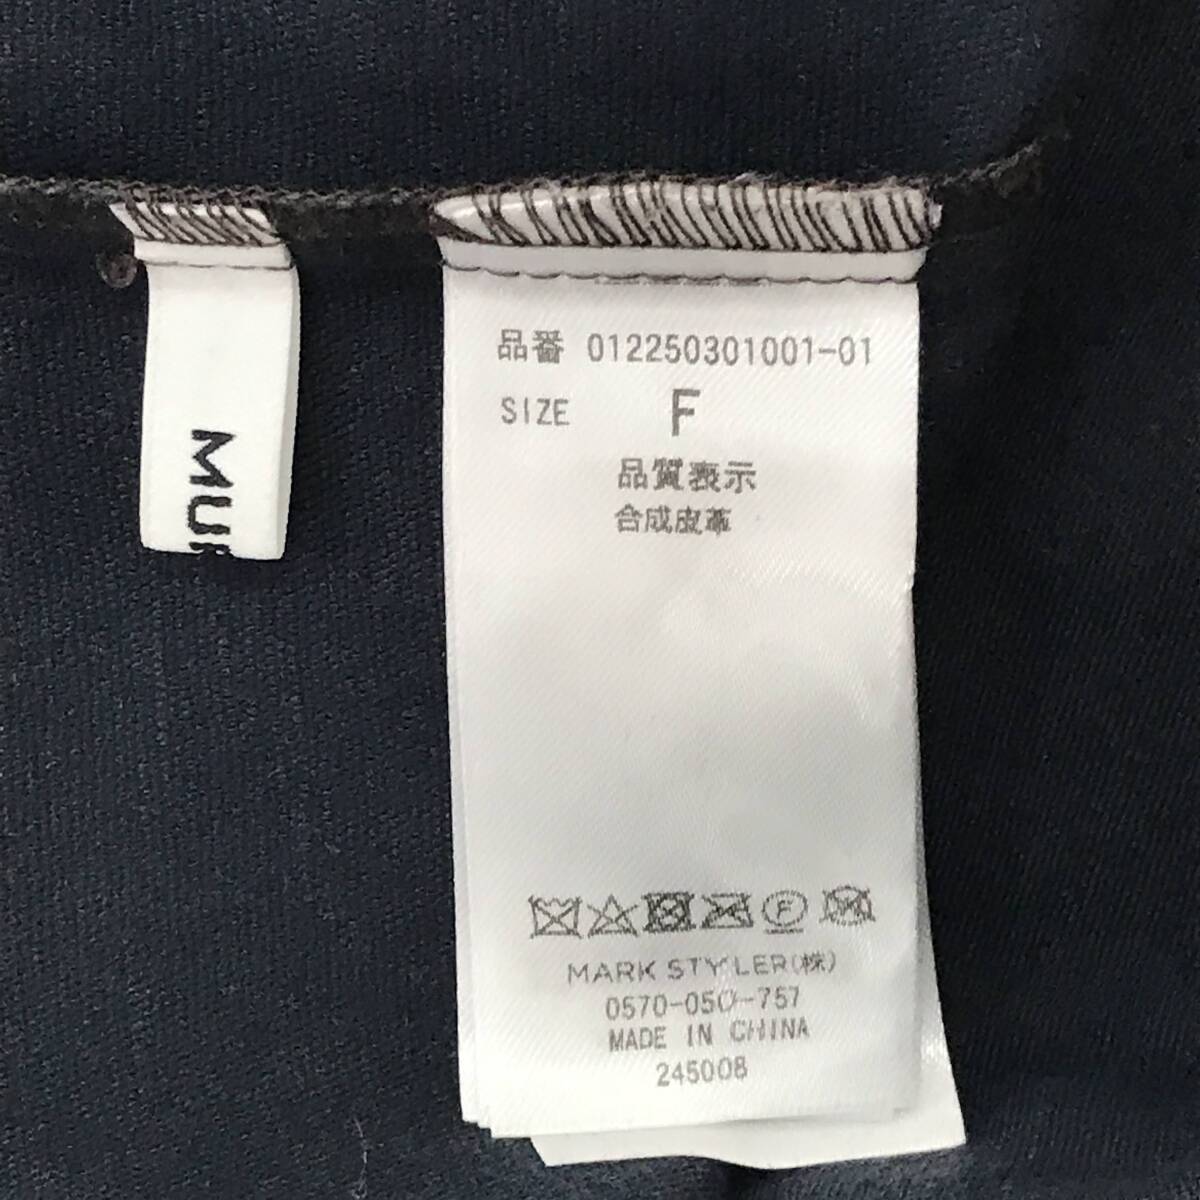 品番 012250301001-01
SIZE F
品質表示
合成皮革
F
MARK STYLER(株)
0570-050-757
MADE IN CHINA
245008